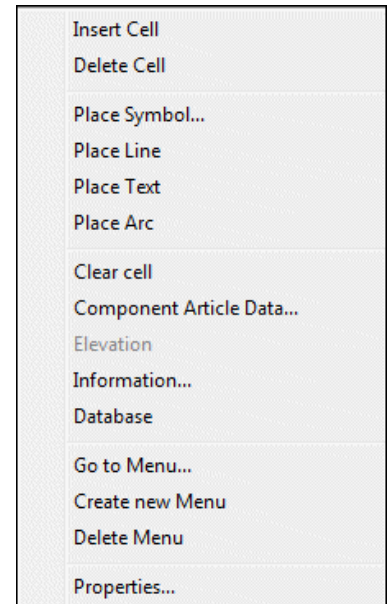 Insert Cell
Delete Cell
Place Symbol...
Place Line
Place Text
Place Arc
Clear cell
Component Article Data...
Elevation
Information...
Database
Go to Menu...
Create new Menu
Delete Menu
Properties...